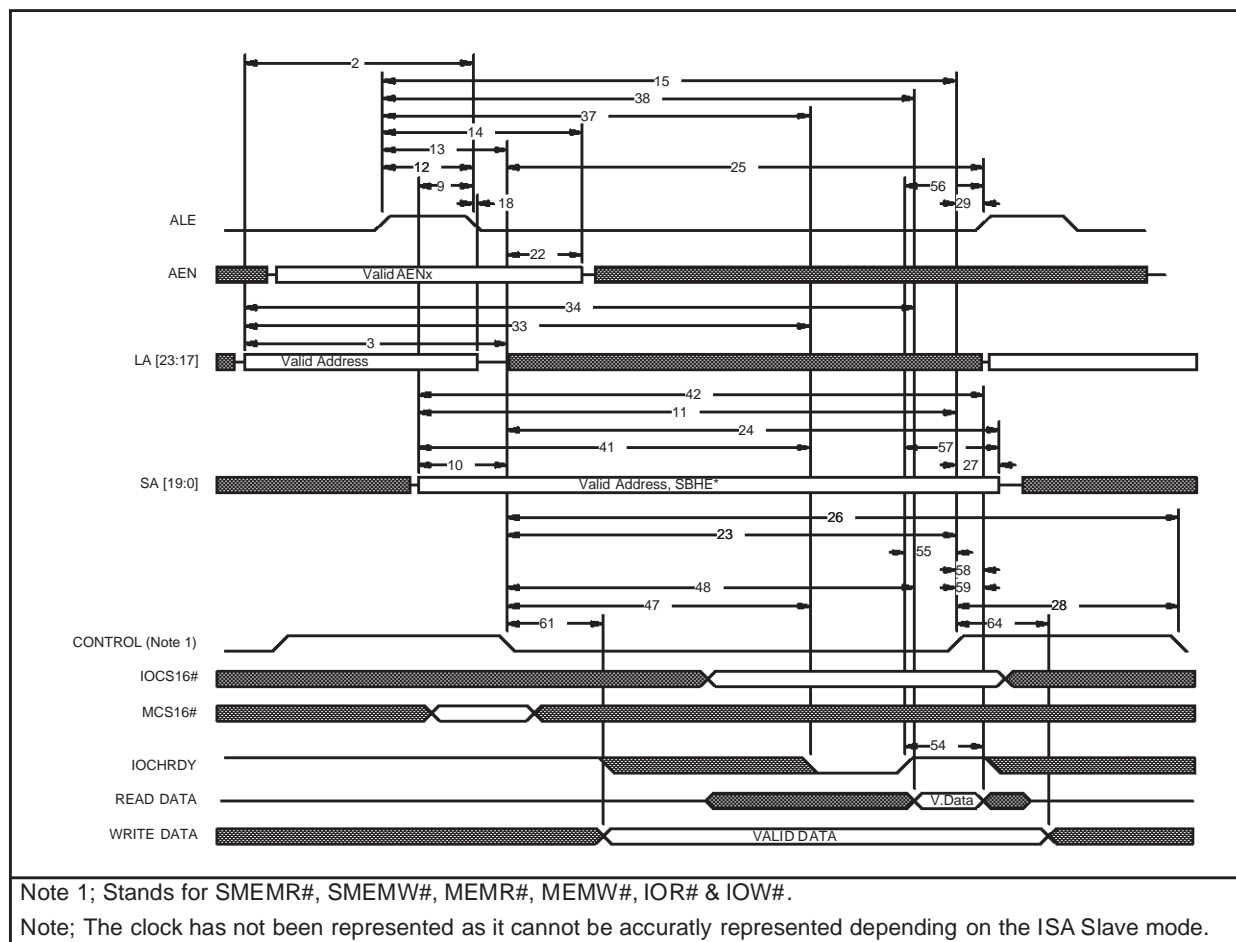 2
15
38
37
14
13
12
25
9
56
18
29
ALE
22
AEN
Valid AENx
34
33
3
LA [23:17]
Valid Address
42
11
24
41
57
10
27
SA [19:0]
Valid Address, SBHE*
26
23
55
58
48
59
47
28
61
64
CONTROL (Note 1)
IOCS16#
MCS16#
54
IOCHRDY
READ DATA
V.Data
WRITE DATA
VALID DATA
Note 1; Stands for SMEMR#, SMEMW#, MEMR#, MEMW#, IOR# & IOW#.
Note; The clock has not been represented as it cannot be accuratly represented depending on the ISA Slave mode.